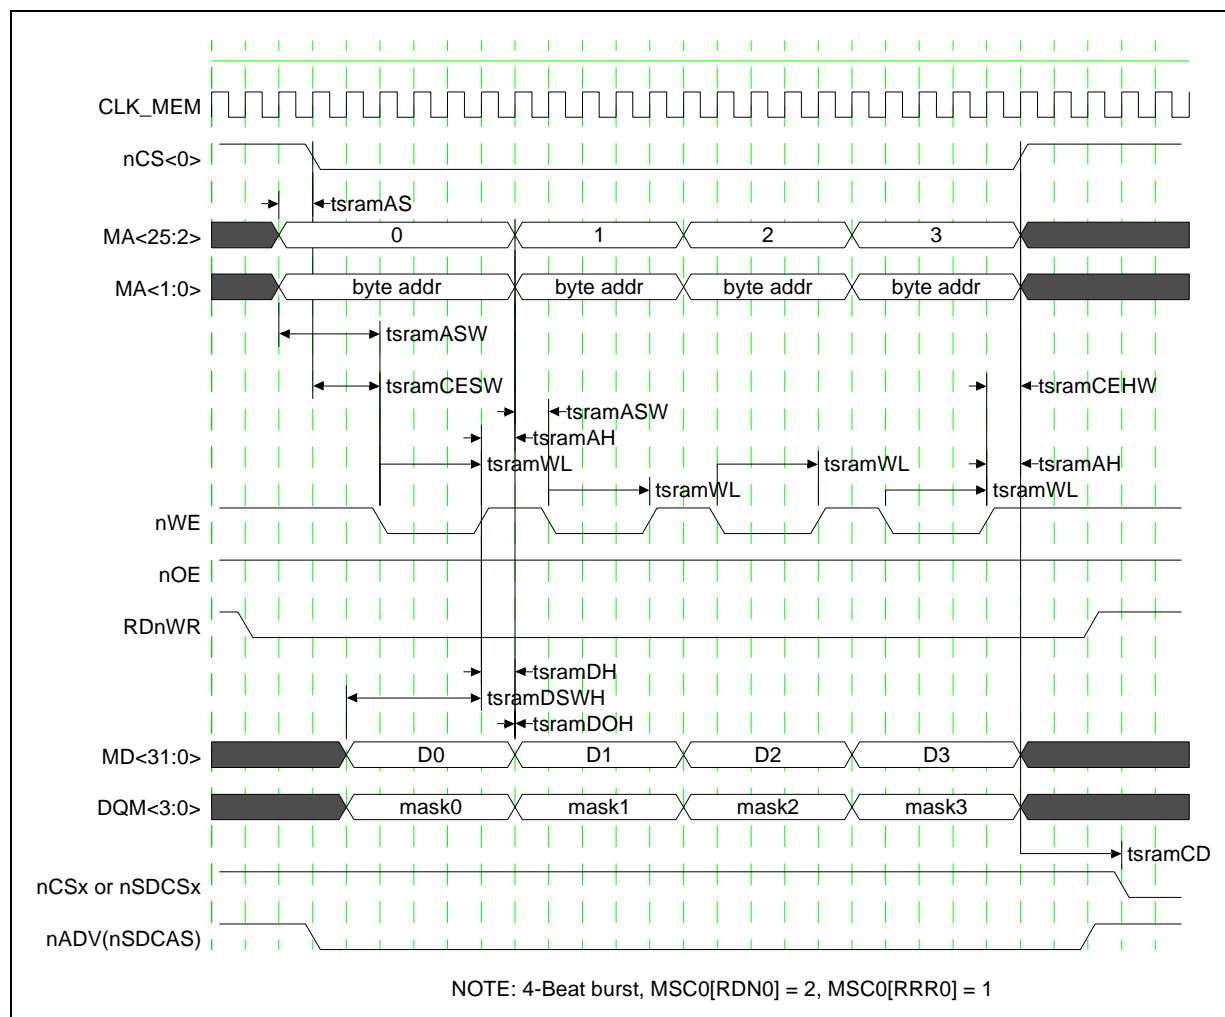 CLK_MEM
nCS<0>
tsramAS
MA<25:2> 0 1 2 3
MA<1:0> byte addr byte addr byte addr byte addr
tsramASW
tsramCESW tsramCEHW
tsramASW
tsramAH
tsramWL tsramWL tsramAH
tsramWL tsramWL
nWE
nOE
RDnWR
tsramDH
tsramDSWH
tsramDOH
MD<31:0> D0 D1 D2 D3
DQM<3:0> mask0 mask1 mask2 mask3
tsramCD
nCSx or nSDCSx
nADV(nSDCAS)
NOTE: 4-Beat burst, MSC0[RDN0] = 2, MSC0[RRR0] = 1